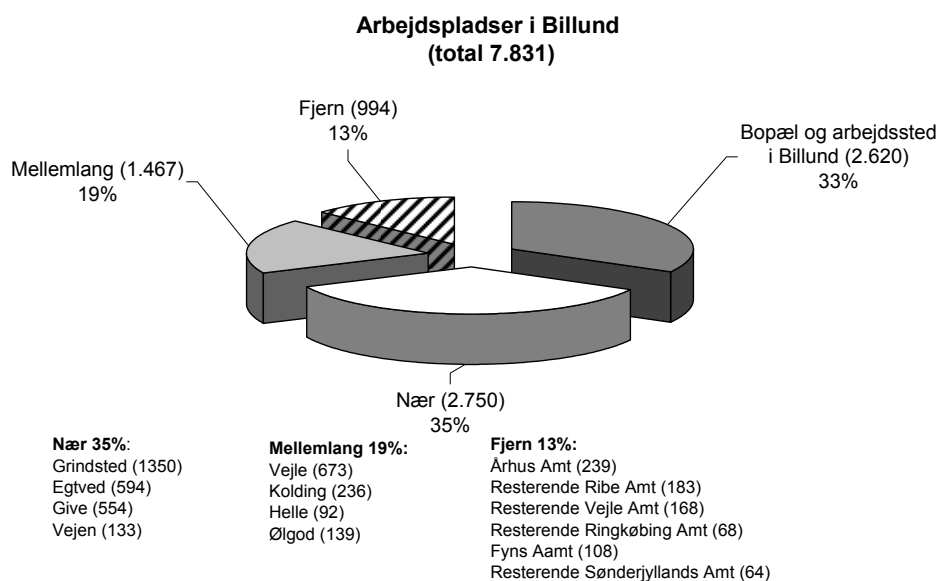 Arbejdspladser i Billund
(total 7.831)
Fjern (994)
13%
Bopæl og arbejdssted
i Billund (2.620)
33%
Mellemlang (1.467)
19%
Nær (2.750)
35%
Nær 35%:
Grindsted (1350)
Egtved (594)
Give (554)
Vejen (133)
Mellemlang 19%:
Vejle (673)
Kolding (236)
Helle (92)
Ølgod (139)
Fjern 13%:
Århus Amt (239)
Resterende Ribe Amt (183)
Resterende Vejle Amt (168)
Resterende Ringkøbing Amt (68)
Fyns Aamt (108)
Resterende Sønderjyllands Amt (64)